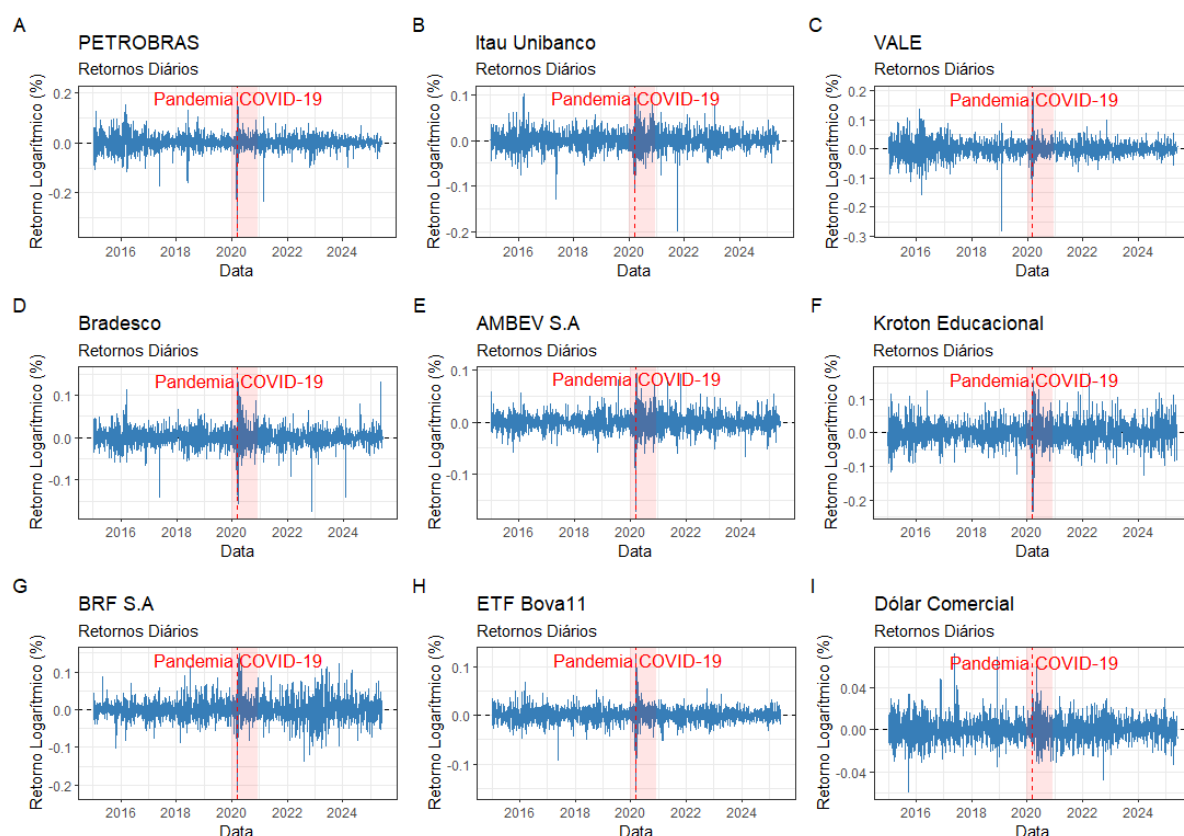 A
PETROBRAS
Retornos Diários
Pandemia COVID-19
Retorno Logarítmico (%)
0.2
0.0
-0.2
2016 2018 2020 2022 2024
Data
B
Itau Unibanco
Retornos Diários
Pandemia COVID-19
Retorno Logarítmico (%)
0.1
0.0
-0.1
-0.2
2016 2018 2020 2022 2024
Data
C
VALE
Retornos Diários
Pandemia COVID-19
Retorno Logarítmico (%)
0.2
0.1
0.0
-0.1
-0.2
-0.3
2016 2018 2020 2022 2024
Data
D
Bradesco
Retornos Diários
Pandemia COVID-19
Retorno Logarítmico (%)
0.1
0.0
-0.1
2016 2018 2020 2022 2024
Data
E
AMBEV S.A
Retornos Diários
Pandemia COVID-19
Retorno Logarítmico (%)
0.1
0.0
-0.1
2016 2018 2020 2022 2024
Data
F
Kroton Educacional
Retornos Diários
Pandemia COVID-19
Retorno Logarítmico (%)
0.1
0.0
-0.1
-0.2
2016 2018 2020 2022 2024
Data
G
BRF S.A
Retornos Diários
Pandemia COVID-19
Retorno Logarítmico (%)
0.1
0.0
-0.1
-0.2
2016 2018 2020 2022 2024
Data
H
ETF Bova11
Retornos Diários
Pandemia COVID-19
Retorno Logarítmico (%)
0.1
0.0
-0.1
2016 2018 2020 2022 2024
Data
I
Dólar Comercial
Retornos Diários
Pandemia COVID-19
Retorno Logarítmico (%)
0.04
0.00
-0.04
2016 2018 2020 2022 2024
Data